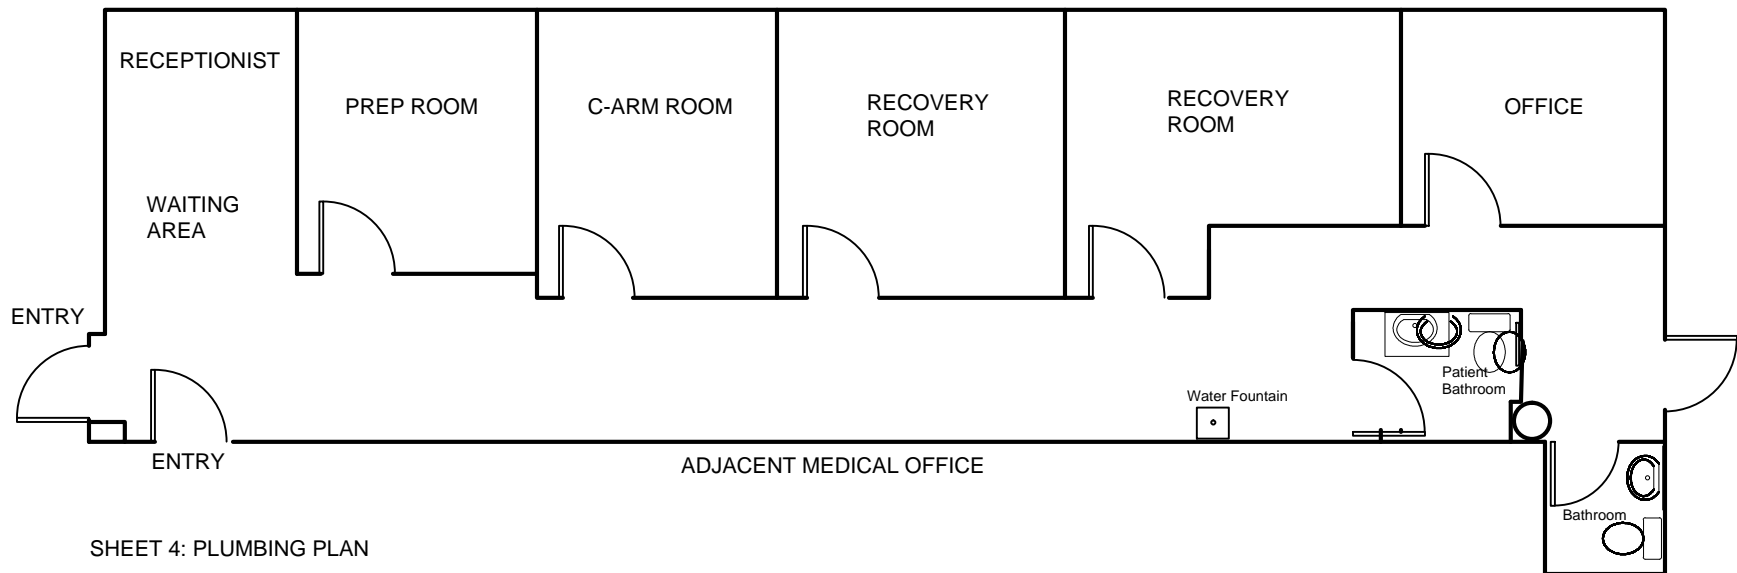 RECEPTIONIST
PREP ROOM
C-ARM ROOM
RECOVERY
ROOM
RECOVERY
ROOM
OFFICE
WAITING
AREA
ENTRY
Patient
Bathroom
Water Fountain
ENTRY
ADJACENT MEDICAL OFFICE
Bathroom
SHEET 4: PLUMBING PLAN